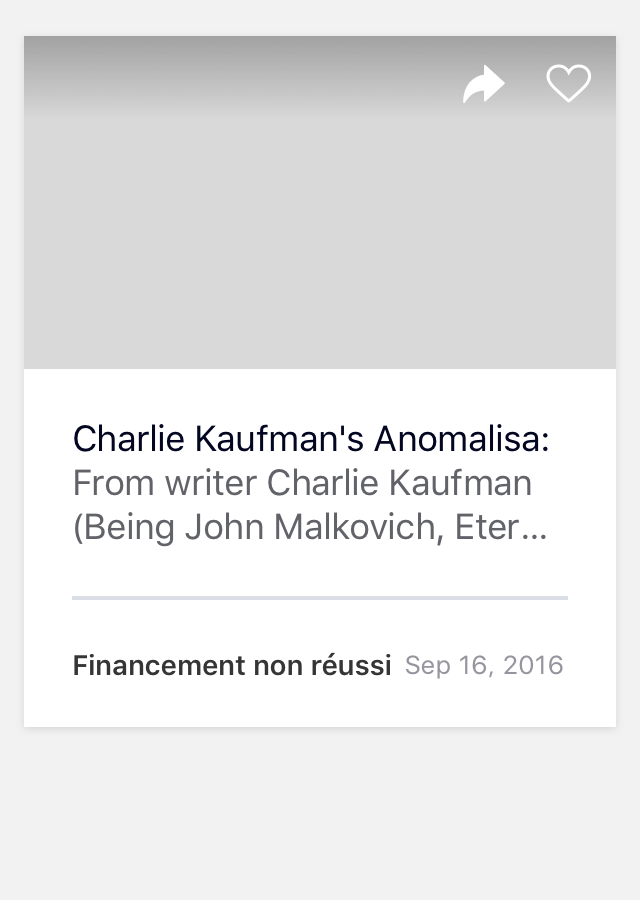 Charlie Kaufman's Anomalisa:
From writer Charlie Kaufman
(Being John Malkovich, Eter...
Financement non réussi Sep 16, 2016